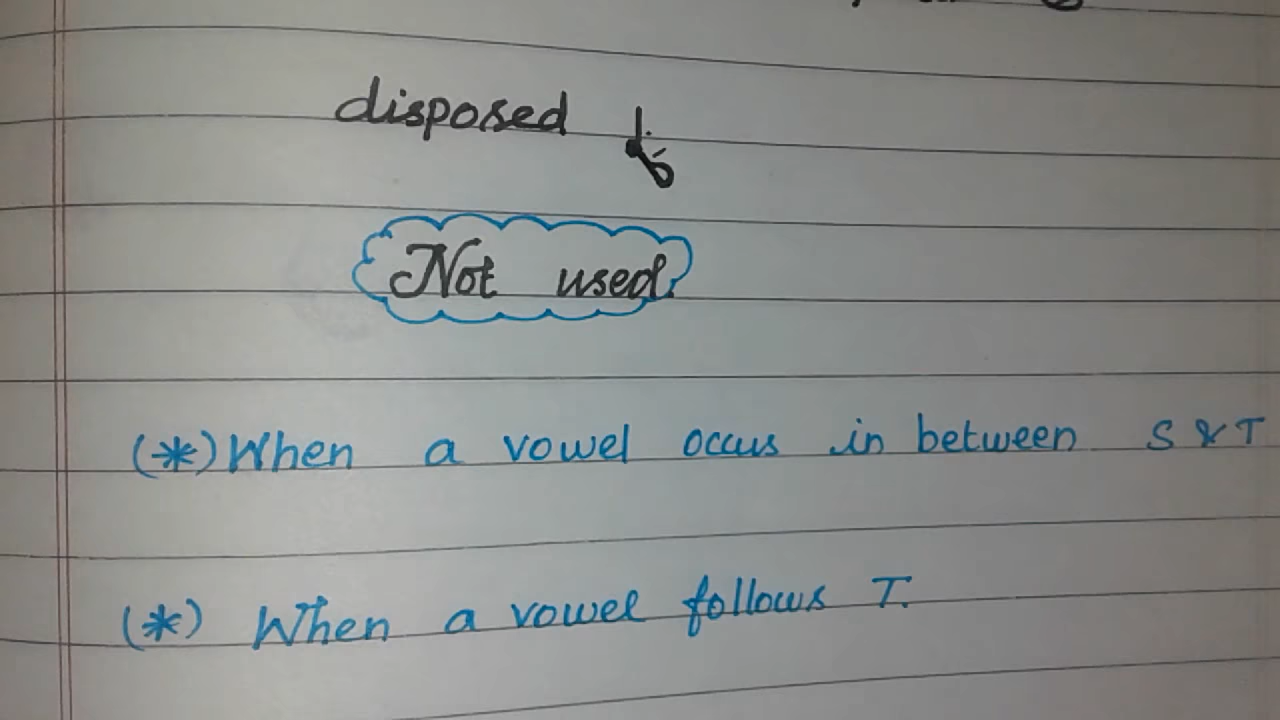 disposed
Not used.
(*) When a vowel occus in between S & T
(*) When a vowel follows T.